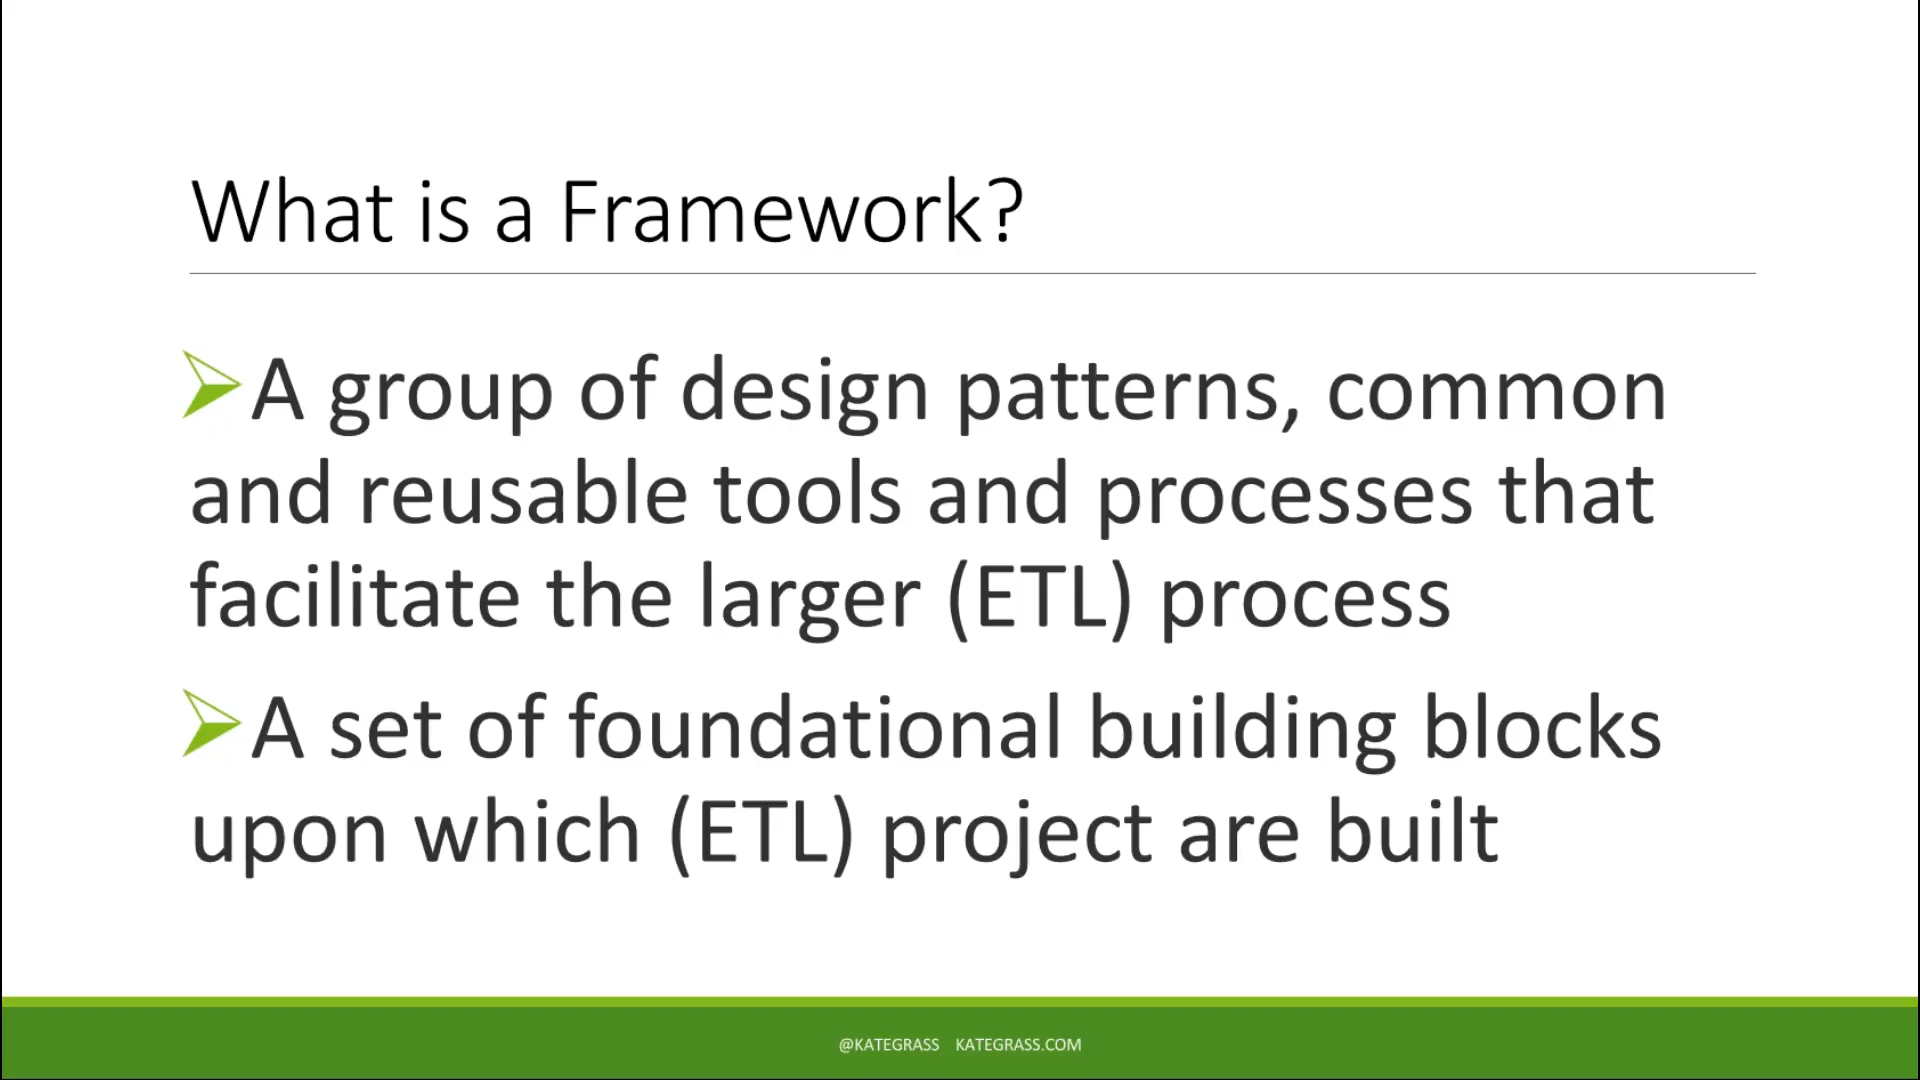 What is a Framework?
A group of design patterns, common
and reusable tools and processes that
facilitate the larger (ETL) process
A set of foundational building blocks
upon which (ETL) project are built
@KATEGRASS KATEGRASS.COM